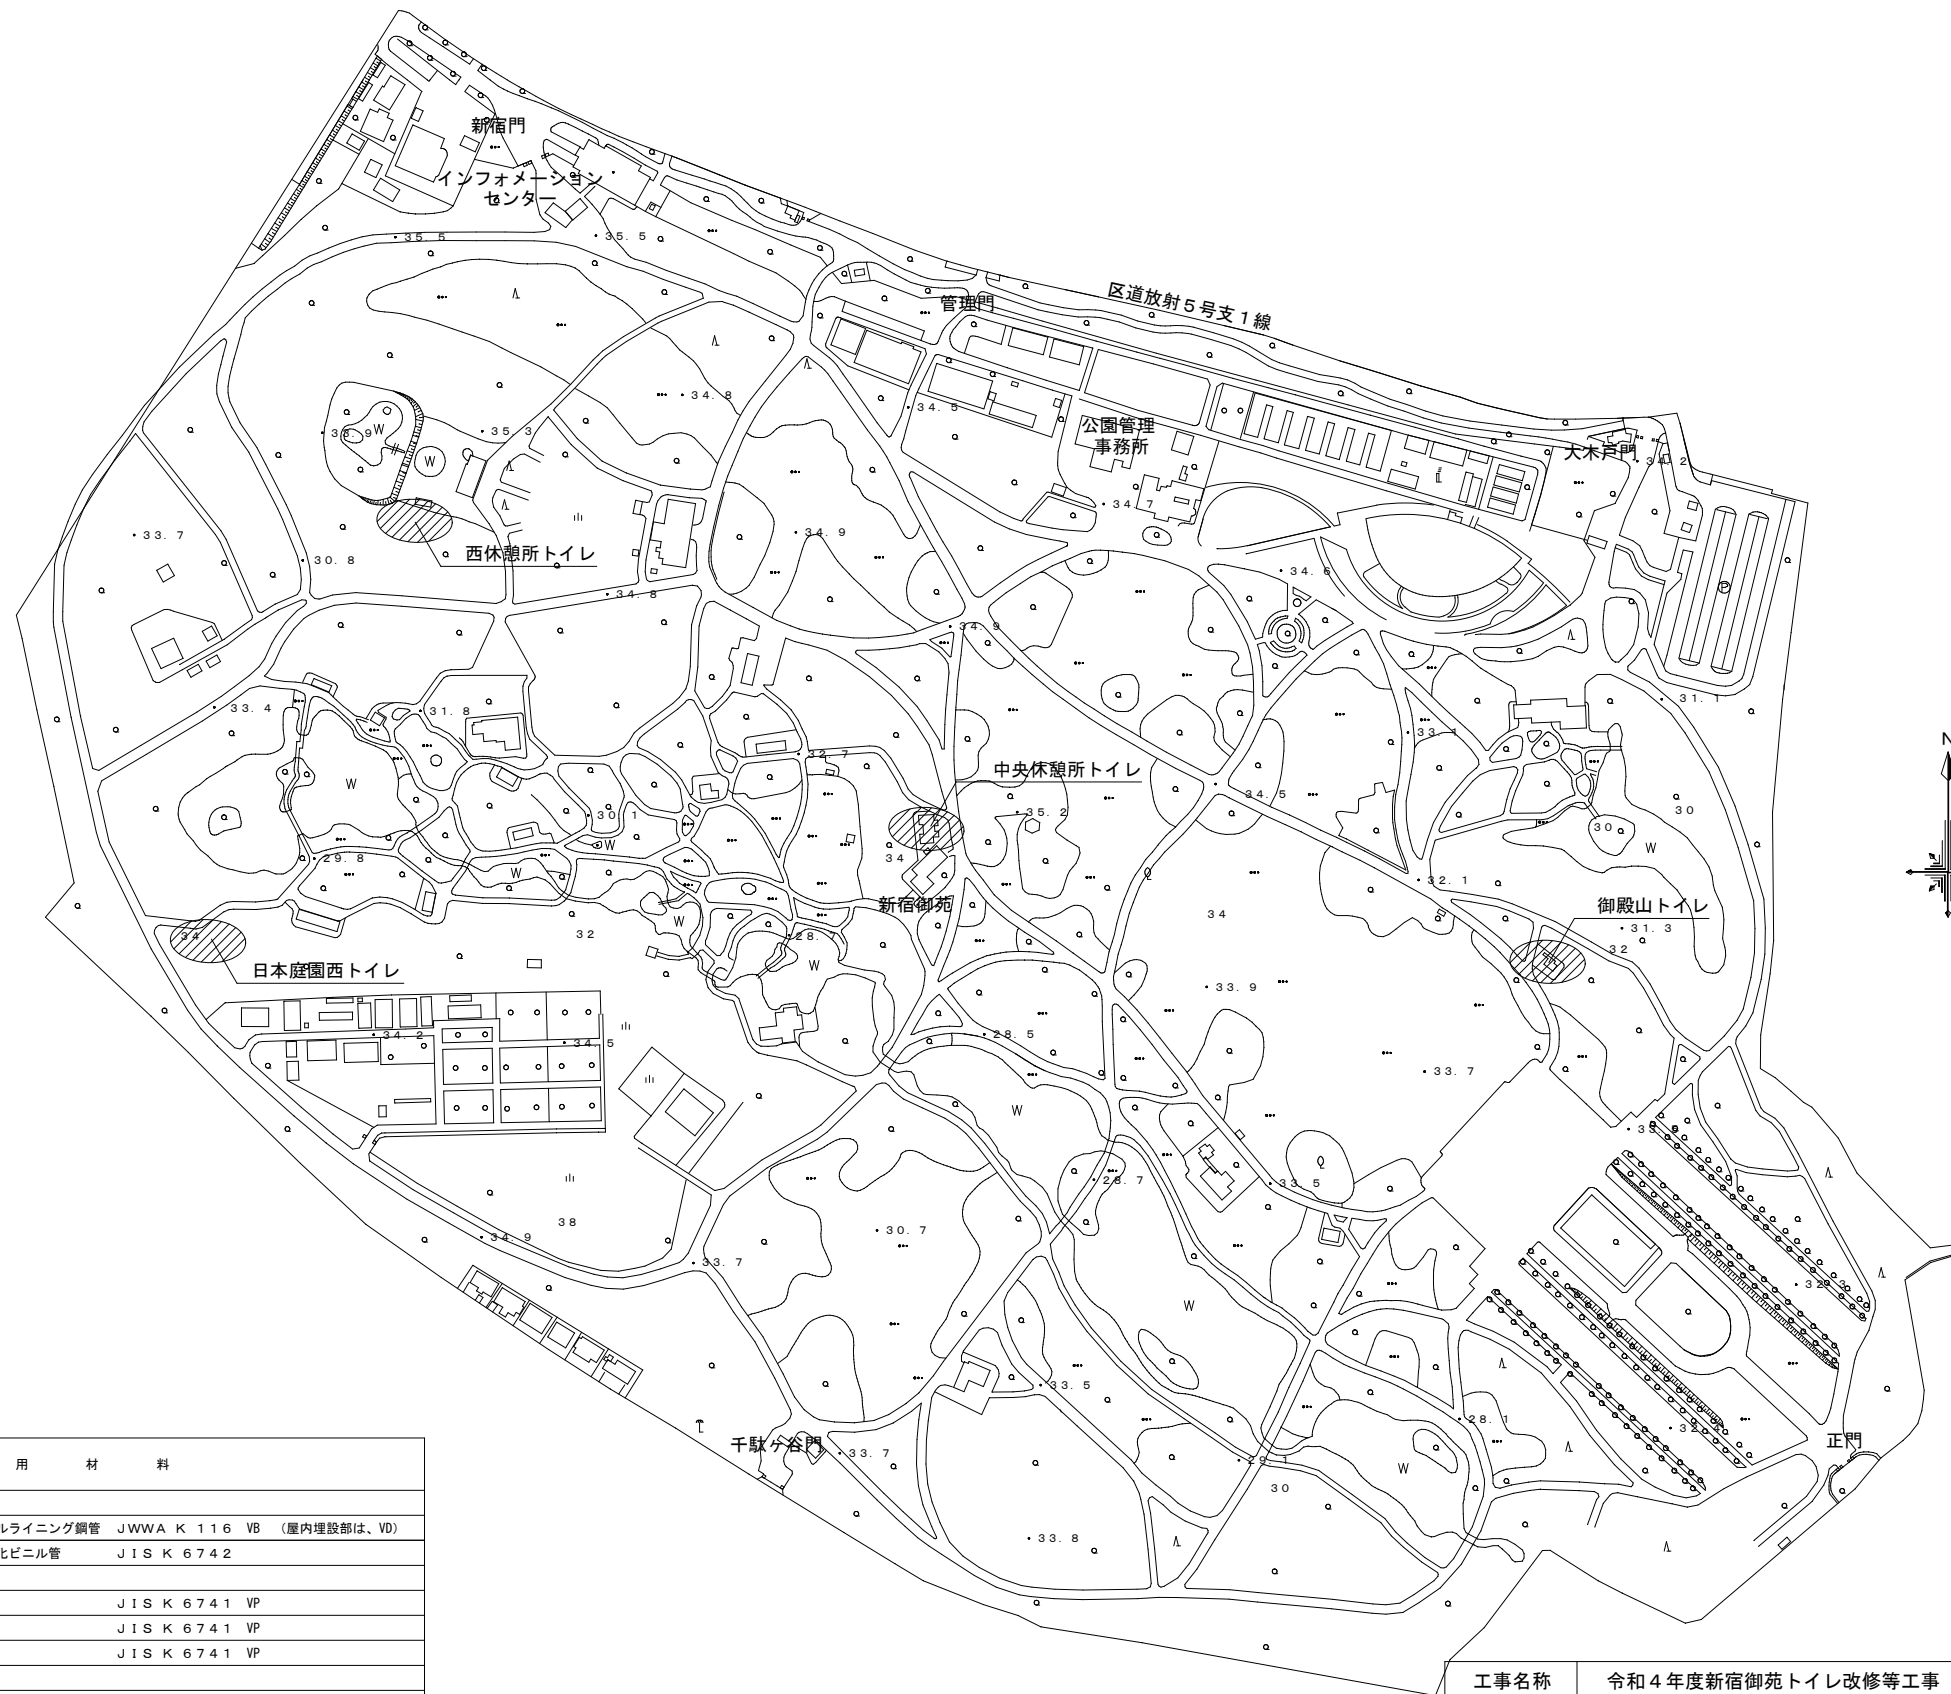 新宿門
インフォメーション
センター
35.5
35.5
区道放射5号支1線
管理門
34.8
34.5
33.9
W
35.3
W
公園管理
事務所
大木戸門
34.2
34.7
33.7
34.9
西休憩所トイレ
30.8
34.6
P
34.8
34.9
31.1
33.4
31.8
33.1
N
32.7
中央休憩所トイレ
W
34.5
30
30.1
35.2
30
W
34
W
29.8
W
32.1
新宿御苑
御殿山トイレ
34
W
31.3
34
32
28.7
32
日本庭園西トイレ
W
33.9
34.2
34.5
28.5
33.7
W
28.7
33.5
38
30.7
34.9
33.7
W
33.5
28.1
千駄ヶ谷門
33.7
29.1
W
正門
30
33.8
用 材 料
ルライニング鋼管 JWWA K 116 VB (屋内埋設部は、VD)
化ビニル管 JIS K 6742
JIS K 6741 VP
JIS K 6741 VP
JIS K 6741 VP
工事名称 令和4年度新宿御苑トイレ改修等工事